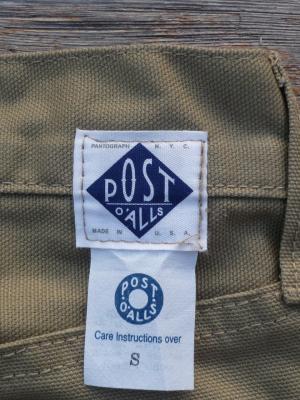 PANTOGRAPH N. Y. C.
POST
O'ALLS
MADE IN U. S. A.
POST
O'ALLS
Care Instructions over
S